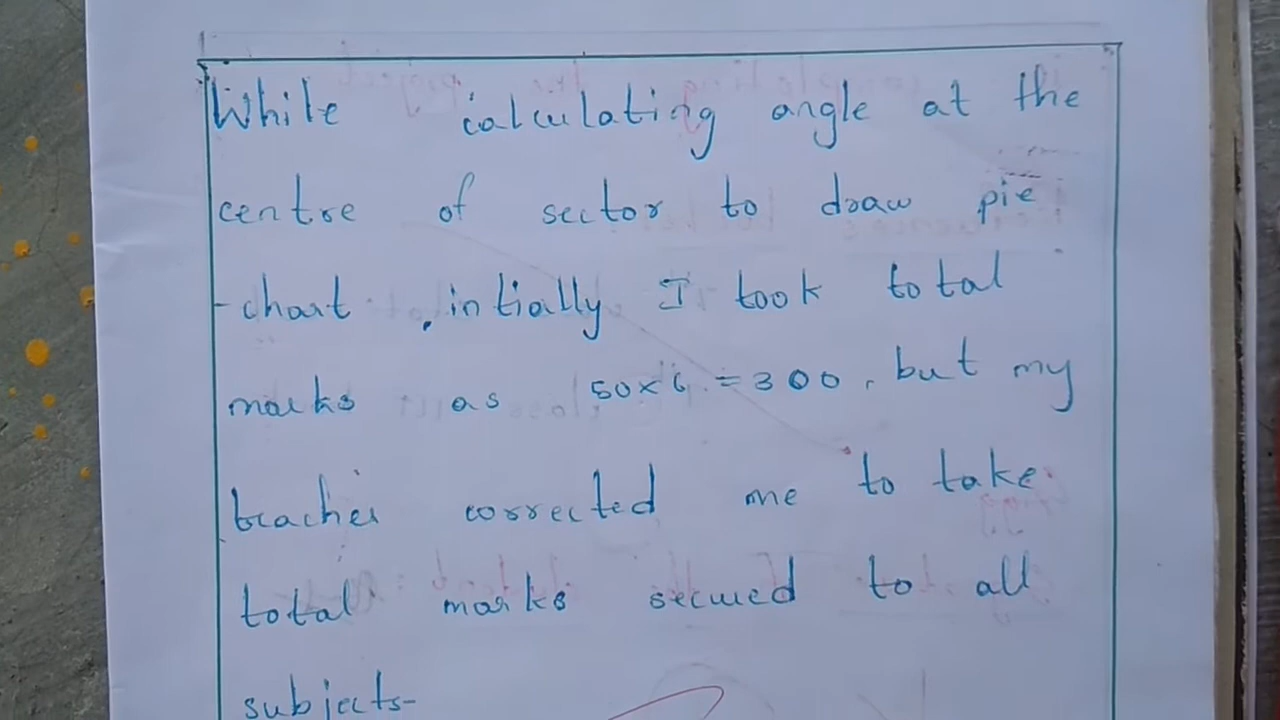 While calculating angle at the
centre of sector to draw pie
-chart , intially I took total
marks as 50×6 = 300, but my
teacher corrected me to take
total marks secured to all
subjects-